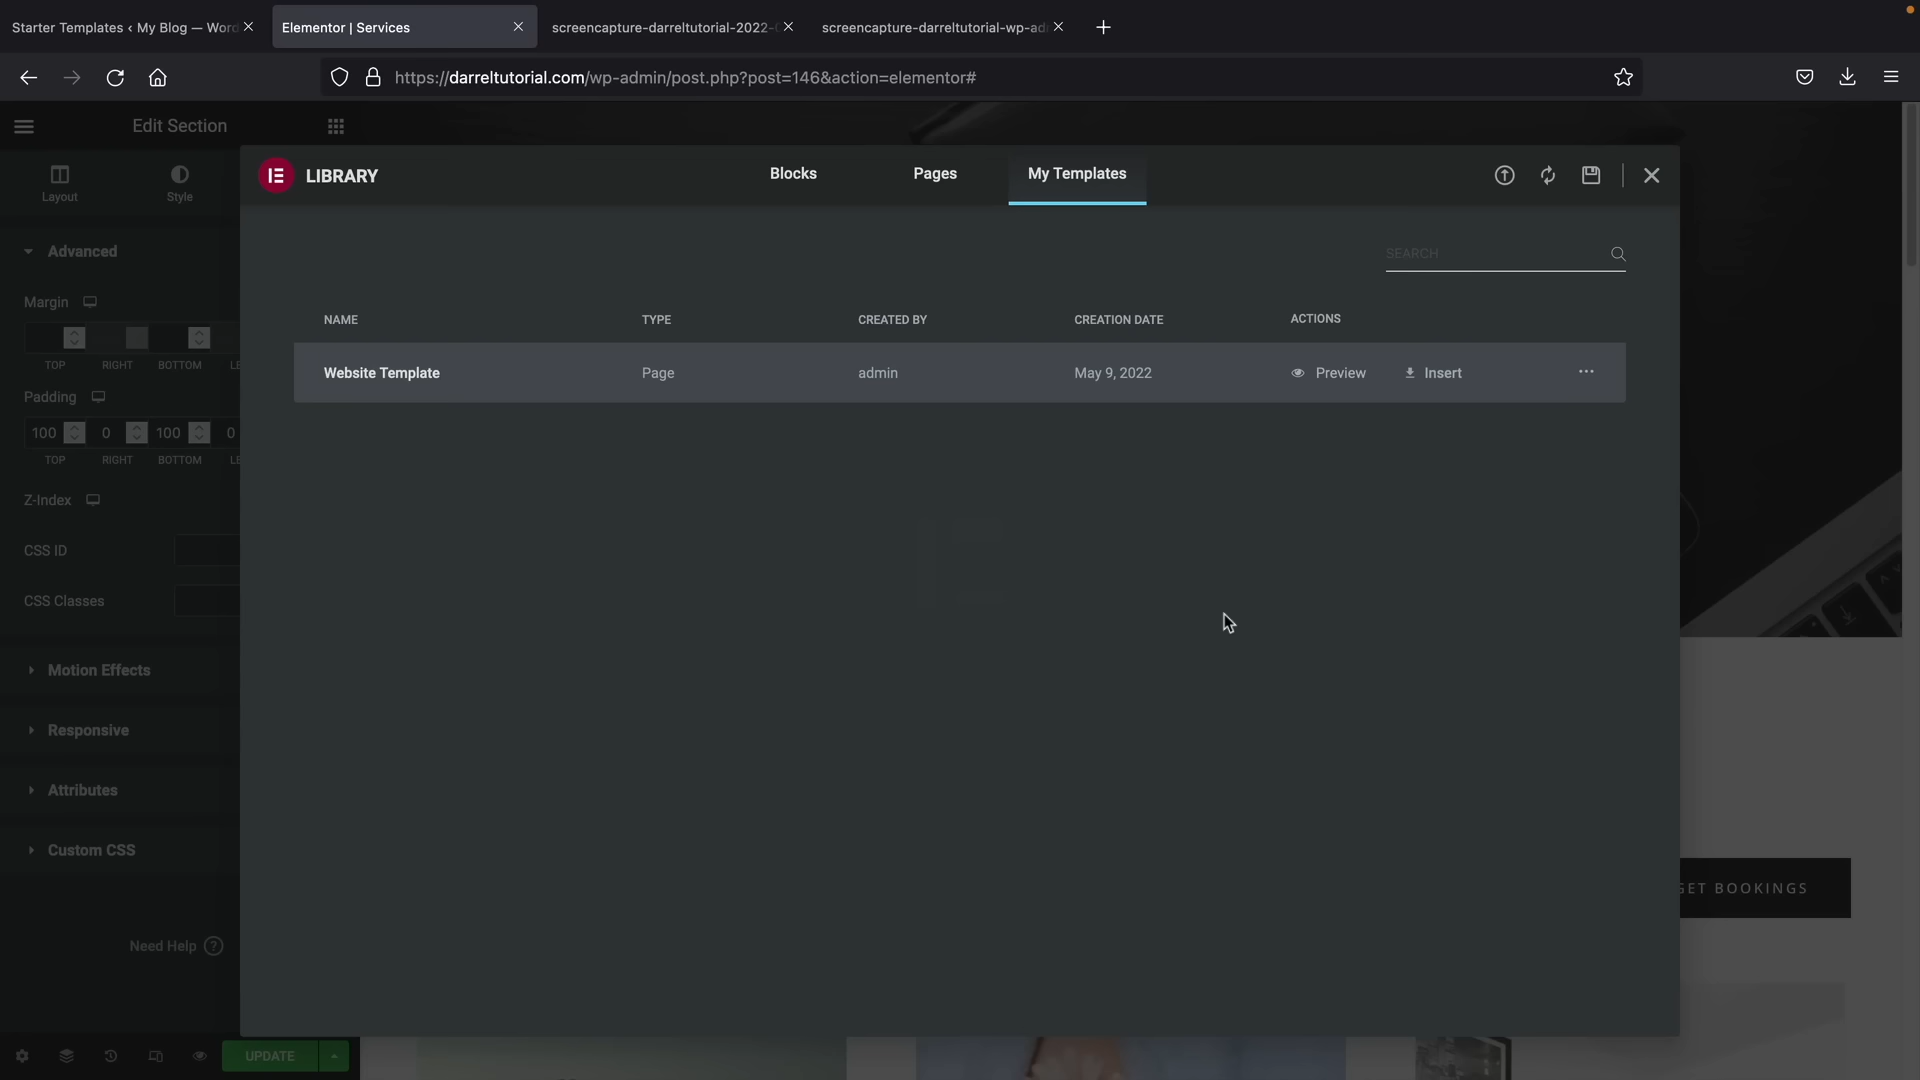 Starter Templates ‹ My Blog — Word
Elementor | Services
screencapture-darreltutorial-2022-0
screencapture-darreltutorial-wp-ad
https://darreltutorial.com/wp-admin/post.php?post=146&action=elementor#
Edit Section
LIBRARY
Blocks
Pages
My Templates
Layout
Style
Advanced
SEARCH
Margin
NAME
TYPE
CREATED BY
CREATION DATE
ACTIONS
TOP
RIGHT
BOTTOM
LE
Website Template
Page
admin
May 9, 2022
Preview
Insert
Padding
100
0
100
0
TOP
RIGHT
BOTTOM
LE
Z-Index
CSS ID
CSS Classes
Motion Effects
Responsive
Attributes
Custom CSS
GET BOOKINGS
Need Help ?
UPDATE